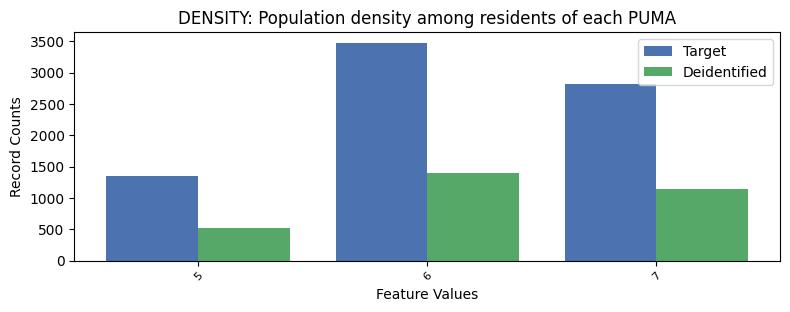 DENSITY: Population density among residents of each PUMA
Target
Deidentified
Record Counts
3500
3000
2500
2000
1500
1000
500
0
5
6
7
Feature Values